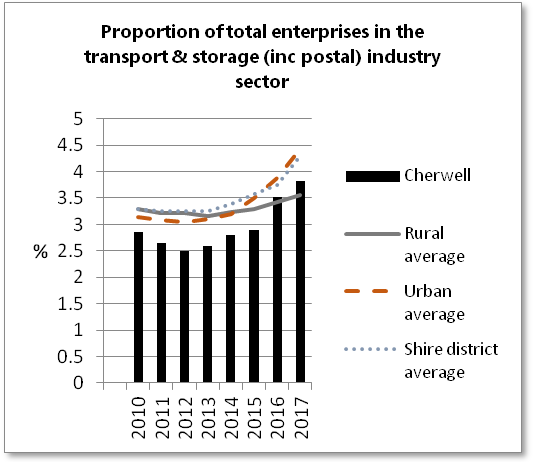 Proportion of total enterprises in the
transport & storage (inc postal) industry
sector
5
4.5
4
3.5
3
2.5
2
1.5
1
0.5
0
%
2010
2011
2012
2013
2014
2015
2016
2017
Cherwell
Rural
average
Urban
average
Shire district
average